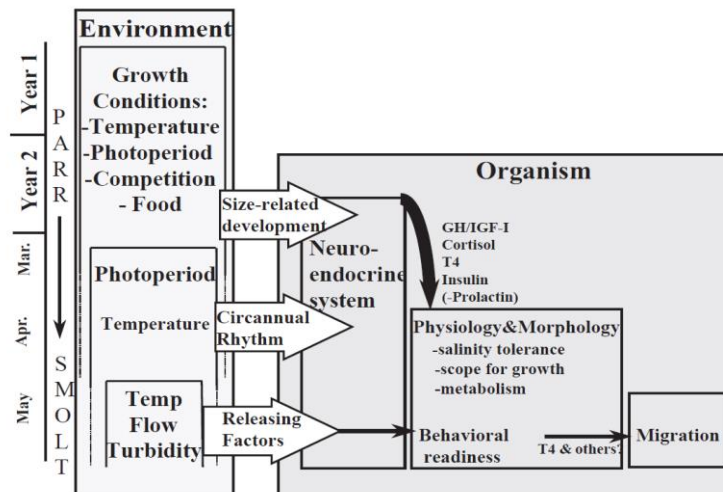 Environment
Year 1
Year 2
Mar.
Apr.
May
PARR
SMOLT
Growth
Conditions:
-Temperature
-Photoperiod
-Competition
- Food
Photoperiod
Temperature
Temp
Flow
Turbidity
Size-related
development
Circannual
Rhythm
Releasing
Factors
Organism
Neuro-
endocrine
system
GH/IGF-I
Cortisol
T4
Insulin
(-Prolactin)
Physiology&Morphology
-salinity tolerance
-scope for growth
-metabolism
Behavioral
readiness
T4 & others?
Migration